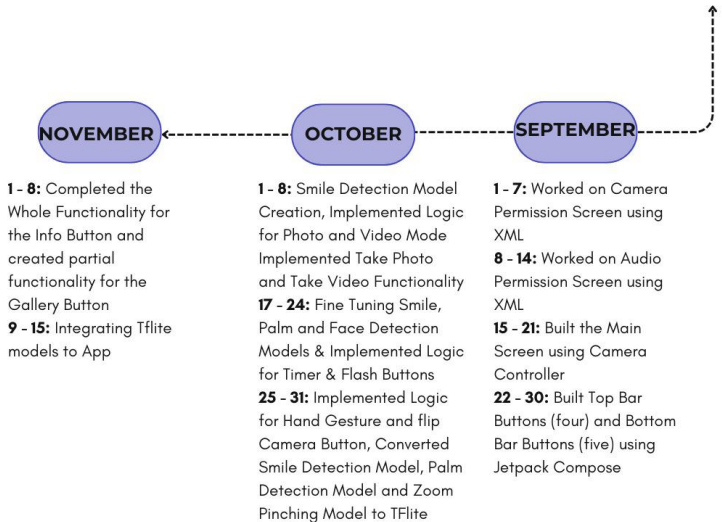 NOVEMBER
1 - 8: Completed the
Whole Functionality for
the Info Button and
created partial
functionality for the
Gallery Button
9 - 15: Integrating Tflite
models to App
OCTOBER
1 - 8: Smile Detection Model
Creation, Implemented Logic
for Photo and Video Mode
Implemented Take Photo
and Take Video Functionality
17 - 24: Fine Tuning Smile,
Palm and Face Detection
Models & Implemented Logic
for Timer & Flash Buttons
25 - 31: Implemented Logic
for Hand Gesture and flip
Camera Button, Converted
Smile Detection Model, Palm
Detection Model and Zoom
Pinching Model to TFlite
SEPTEMBER
1 - 7: Worked on Camera
Permission Screen using
XML
8 - 14: Worked on Audio
Permission Screen using
XML
15 - 21: Built the Main
Screen using Camera
Controller
22 - 30: Built Top Bar
Buttons (four) and Bottom
Bar Buttons (five) using
Jetpack Compose